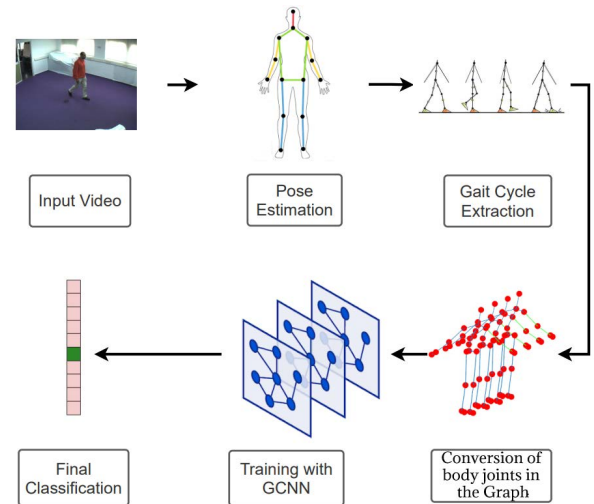 Input Video
Pose
Estimation
Gait Cycle
Extraction
Conversion of
body joints in
the Graph
Training with
GCNN
Final
Classification